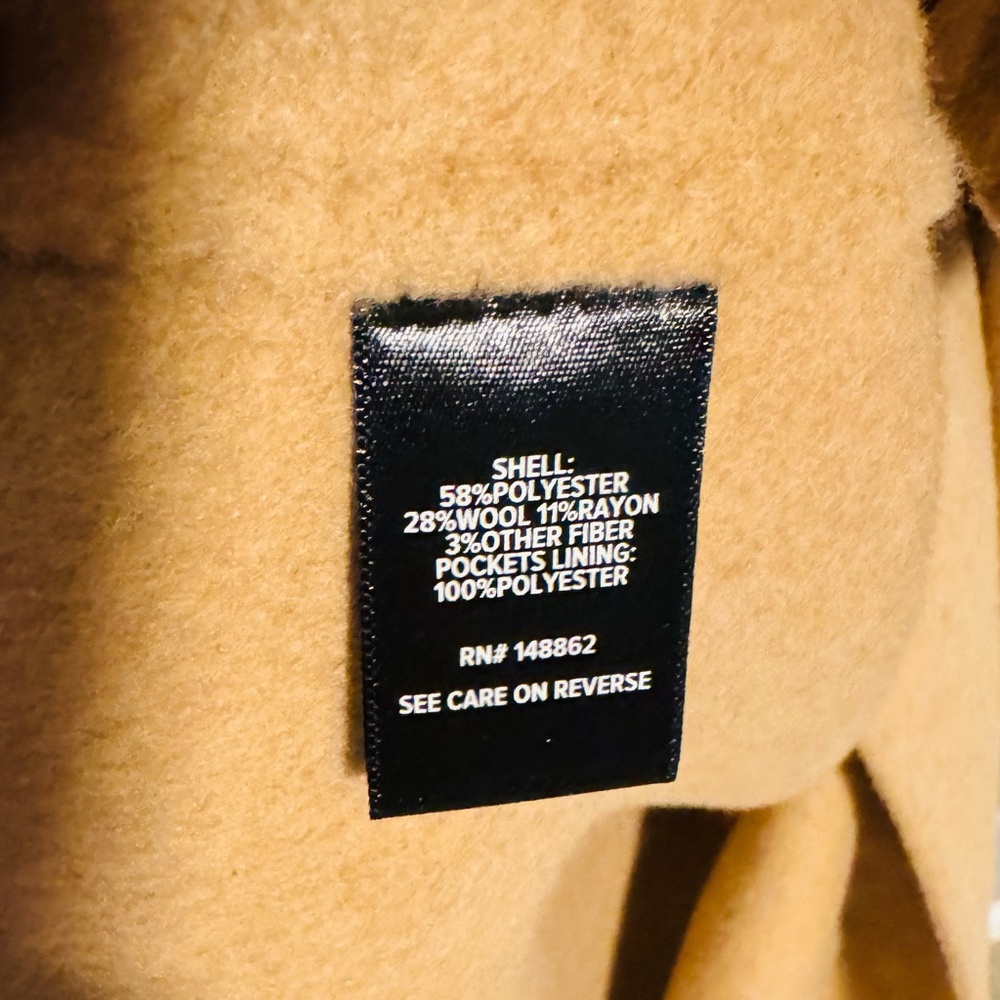 SHELL:
58%POLYESTER
28%WOOL 11%RAYON
3%OTHER FIBER
POCKETS LINING:
100%POLYESTER
RN# 148862
SEE CARE ON REVERSE